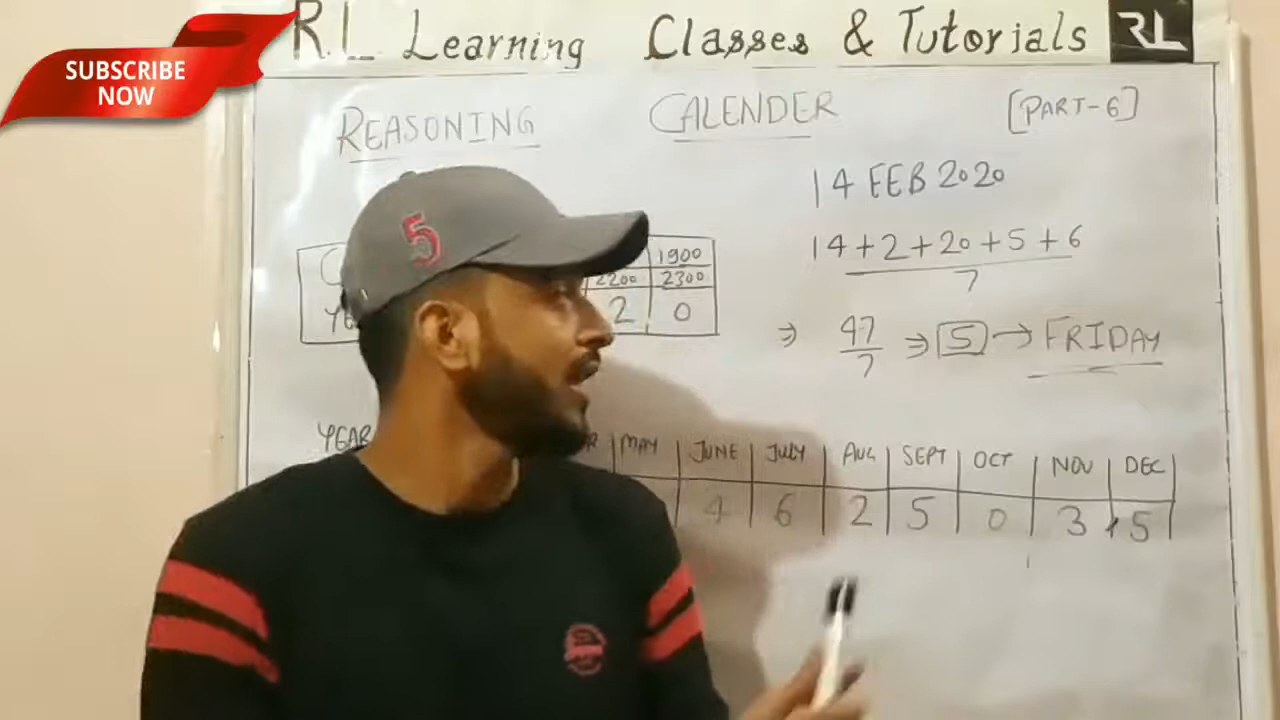 R.L. Learning Classes & Tutorials RL
SUBSCRIBE
NOW
REASONING CALENDER [PART-6]
14 FEB 2020
14+2+20+5+6
7
1900
2200 2300
2 0
⇒ 47/7 ⇒ 5 → FRIDAY
YEAR MAY JUNE JULY AUG SEPT OCT NOV DEC
4 6 2 5 0 3 5
5